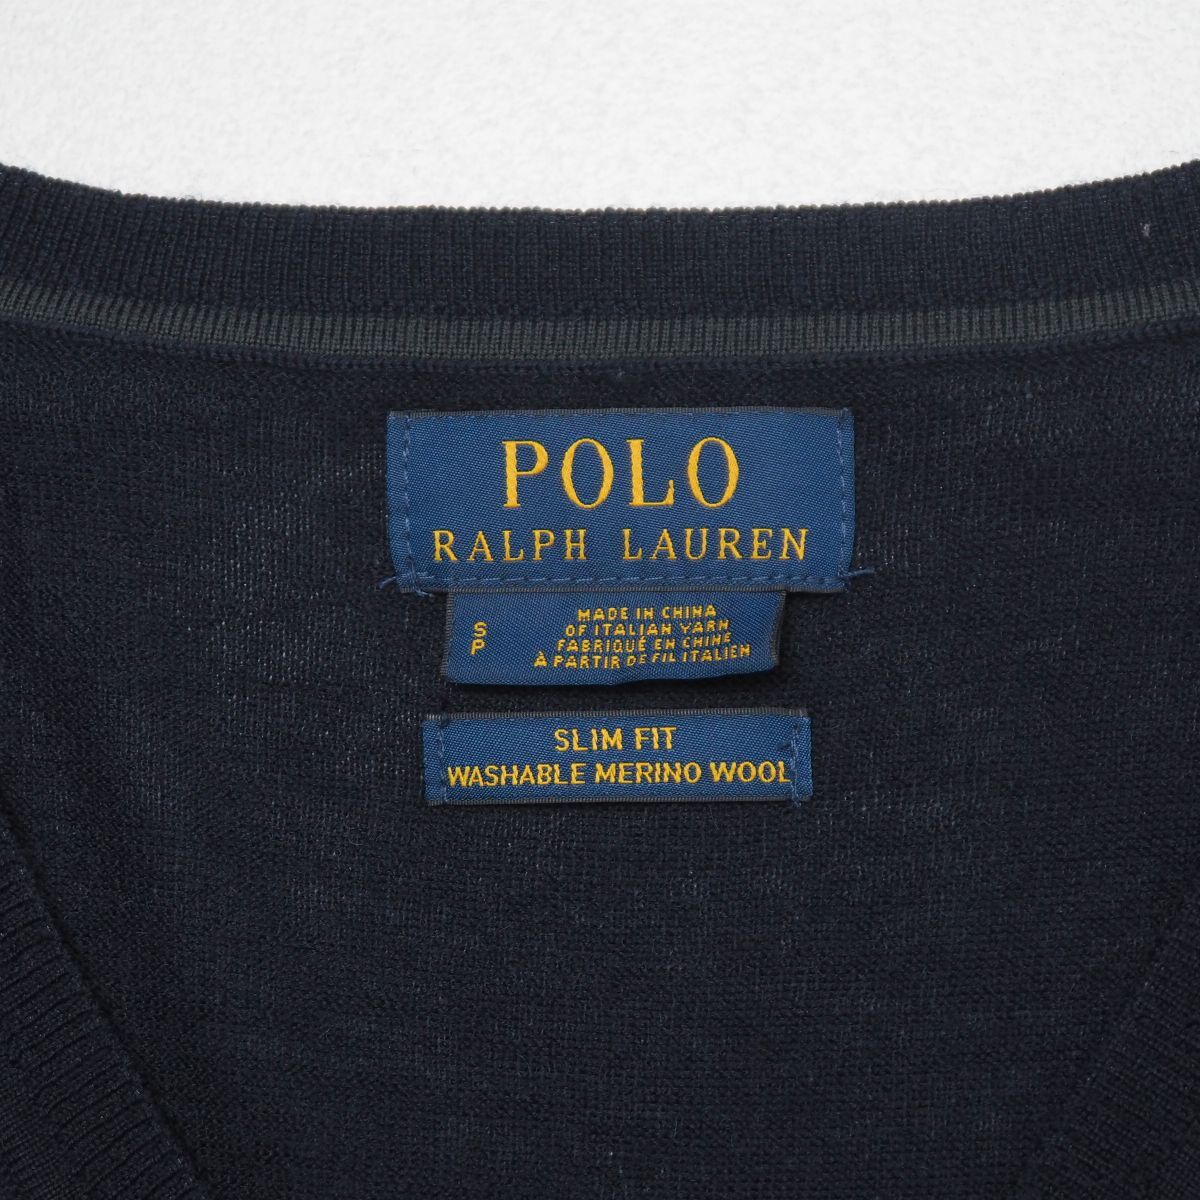 POLO
RALPH LAUREN
S
P
MADE IN CHINA
OF ITALIAN YARN
FABRIQUÉ EN CHINE
À PARTIR DE FIL ITALIEN
SLIM FIT
WASHABLE MERINO WOOL